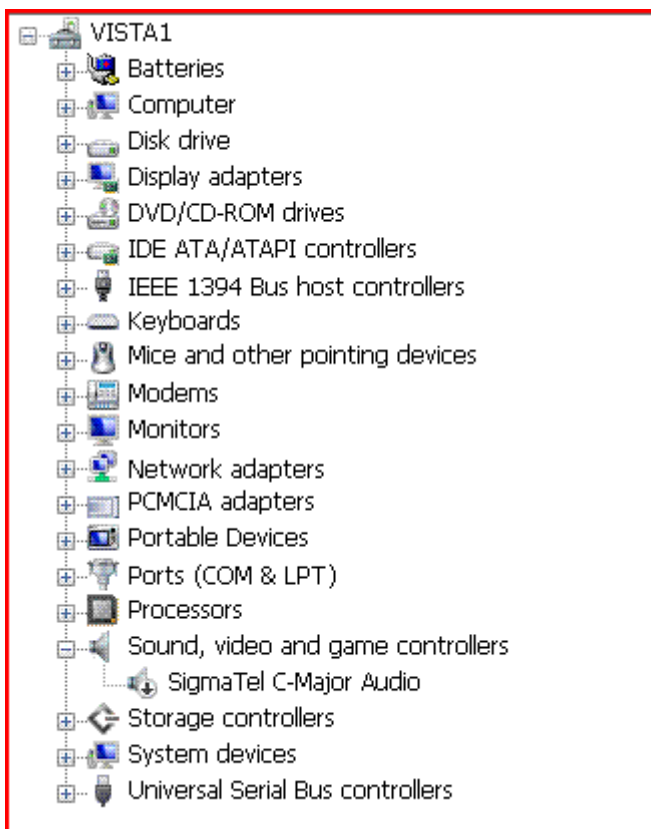 VISTA1
Batteries
Computer
Disk drive
Display adapters
DVD/CD-ROM drives
IDE ATA/ATAPI controllers
IEEE 1394 Bus host controllers
Keyboards
Mice and other pointing devices
Modems
Monitors
Network adapters
PCMCIA adapters
Portable Devices
Ports (COM & LPT)
Processors
Sound, video and game controllers
SigmaTel C-Major Audio
Storage controllers
System devices
Universal Serial Bus controllers